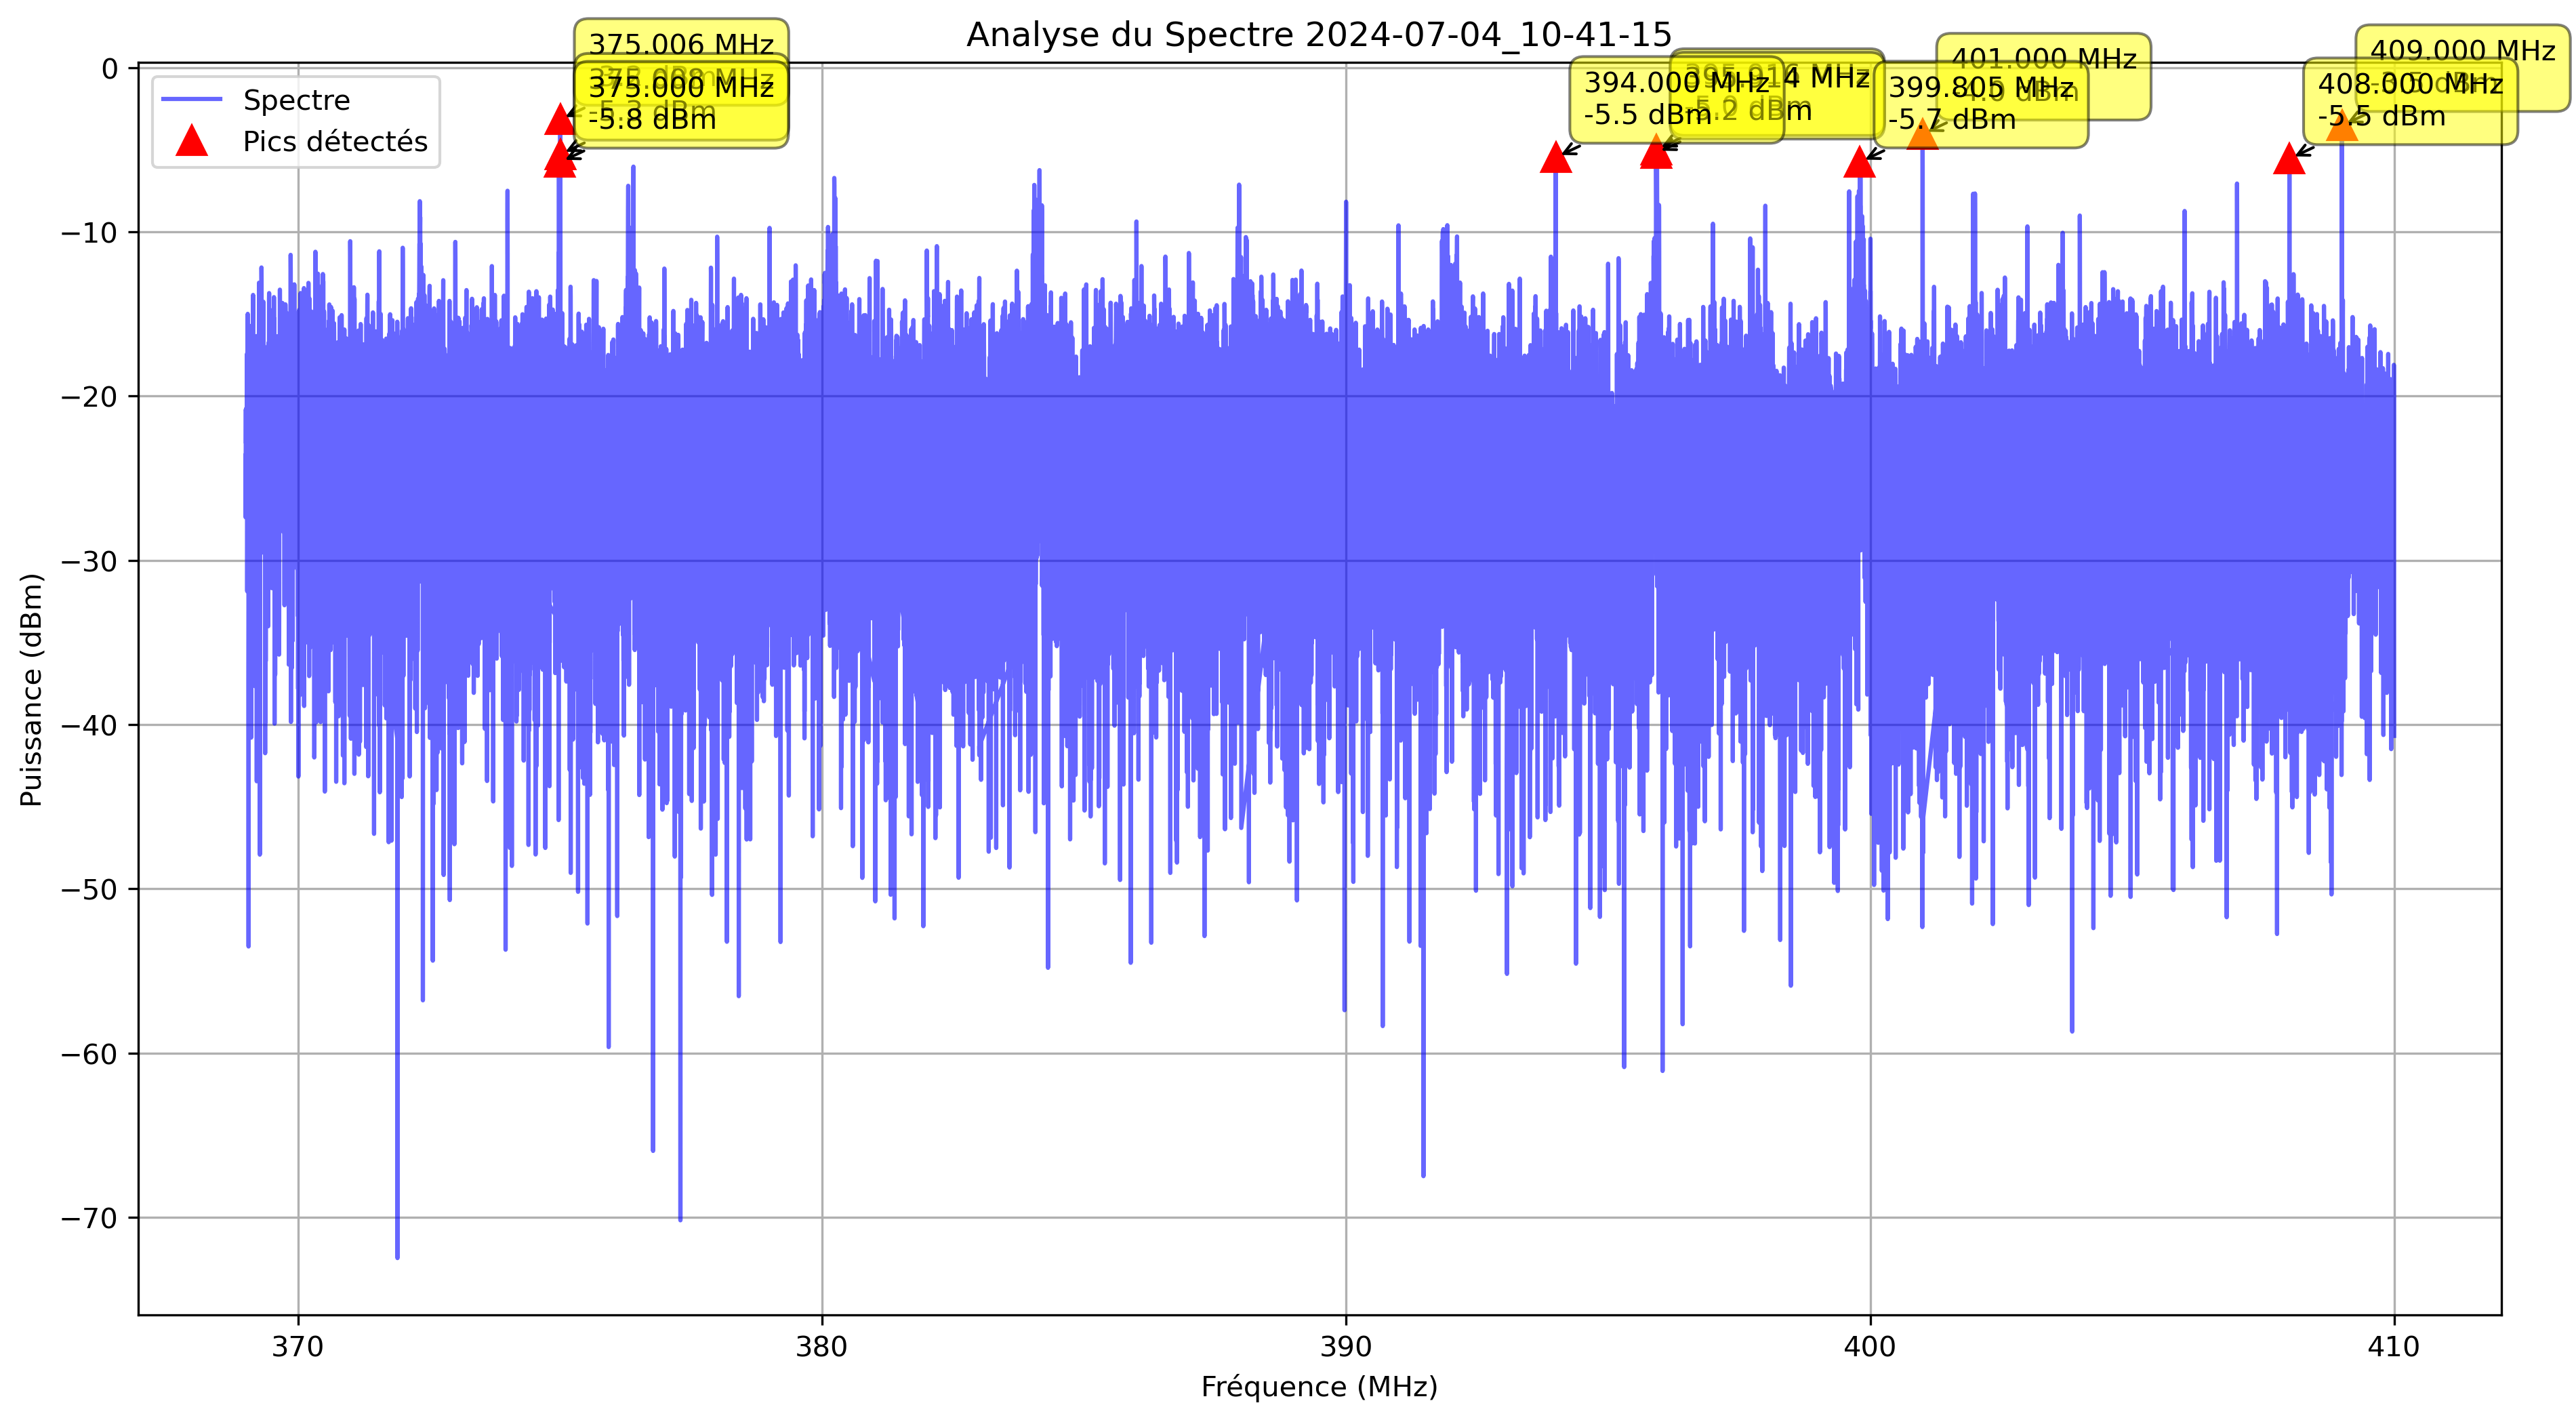 Analyse du Spectre 2024-07-04_10-41-15
375.006 MHz
375.000 MHz
-5.8 dBm
394.000 MHz
-5.5 dBm
399.805 MHz
-5.7 dBm
401.000 MHz
409.000 MHz
408.000 MHz
-5.5 dBm
Spectre
Pics détectés
Puissance (dBm)
0
−10
−20
−30
−40
−50
−60
−70
370
380
390
400
410
Fréquence (MHz)